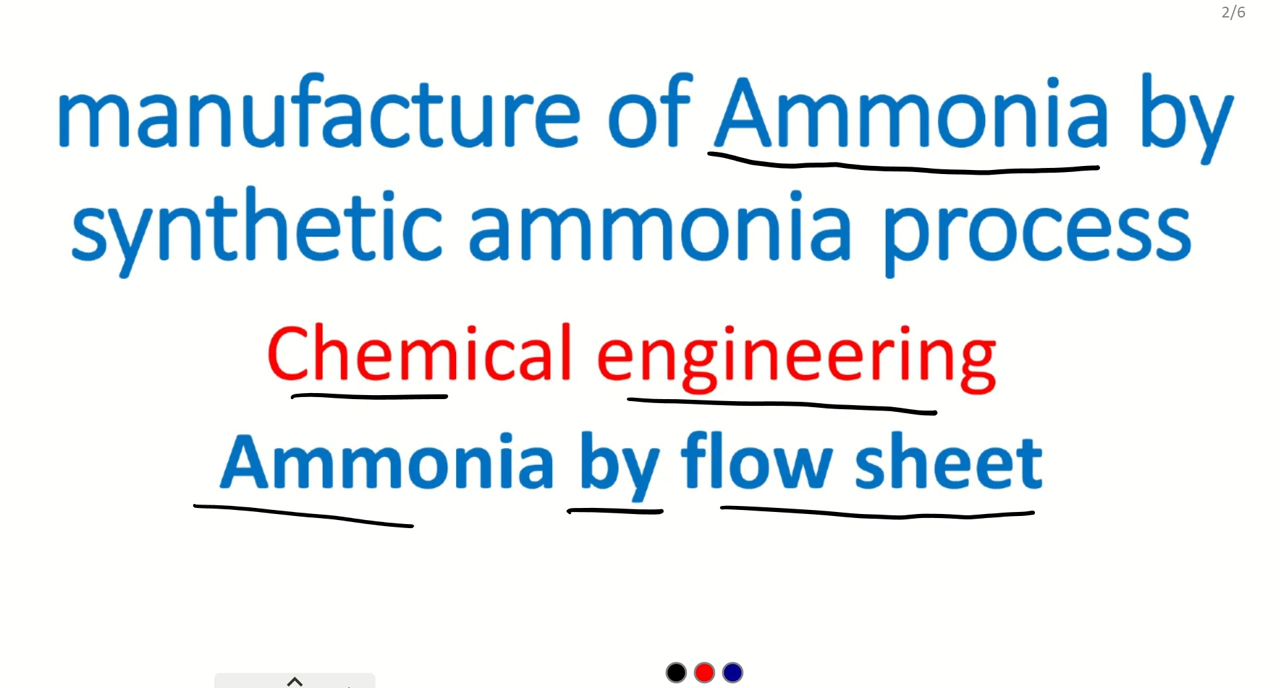 2/6
manufacture of Ammonia by
synthetic ammonia process
Chemical engineering
Ammonia by flow sheet